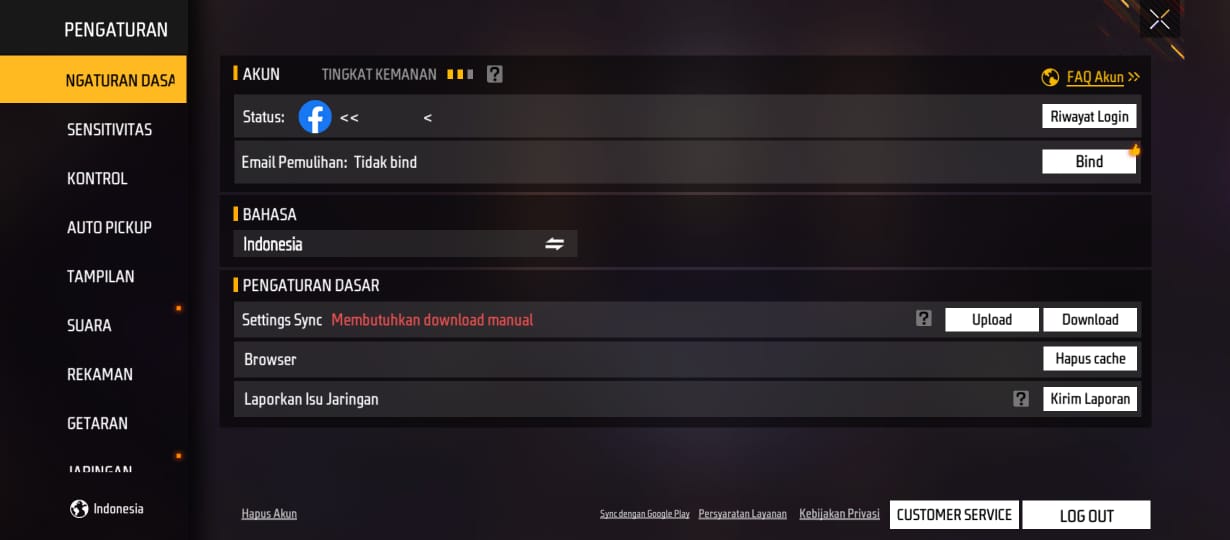 PENGATURAN
NGATURAN DASA
SENSITIVITAS
KONTROL
AUTO PICKUP
TAMPILAN
SUARA
REKAMAN
GETARAN
JARINGAN
Indonesia
AKUN TINGKAT KEMANAN ? FAQ Akun >>
Status: << < Riwayat Login
Email Pemulihan: Tidak bind Bind
BAHASA
Indonesia
PENGATURAN DASAR
Settings Sync Membutuhkan download manual ? Upload Download
Browser Hapus cache
Laporkan Isu Jaringan ? Kirim Laporan
Hapus Akun Sync dengan Google Play Persyaratan Layanan Kebijakan Privasi CUSTOMER SERVICE LOG OUT